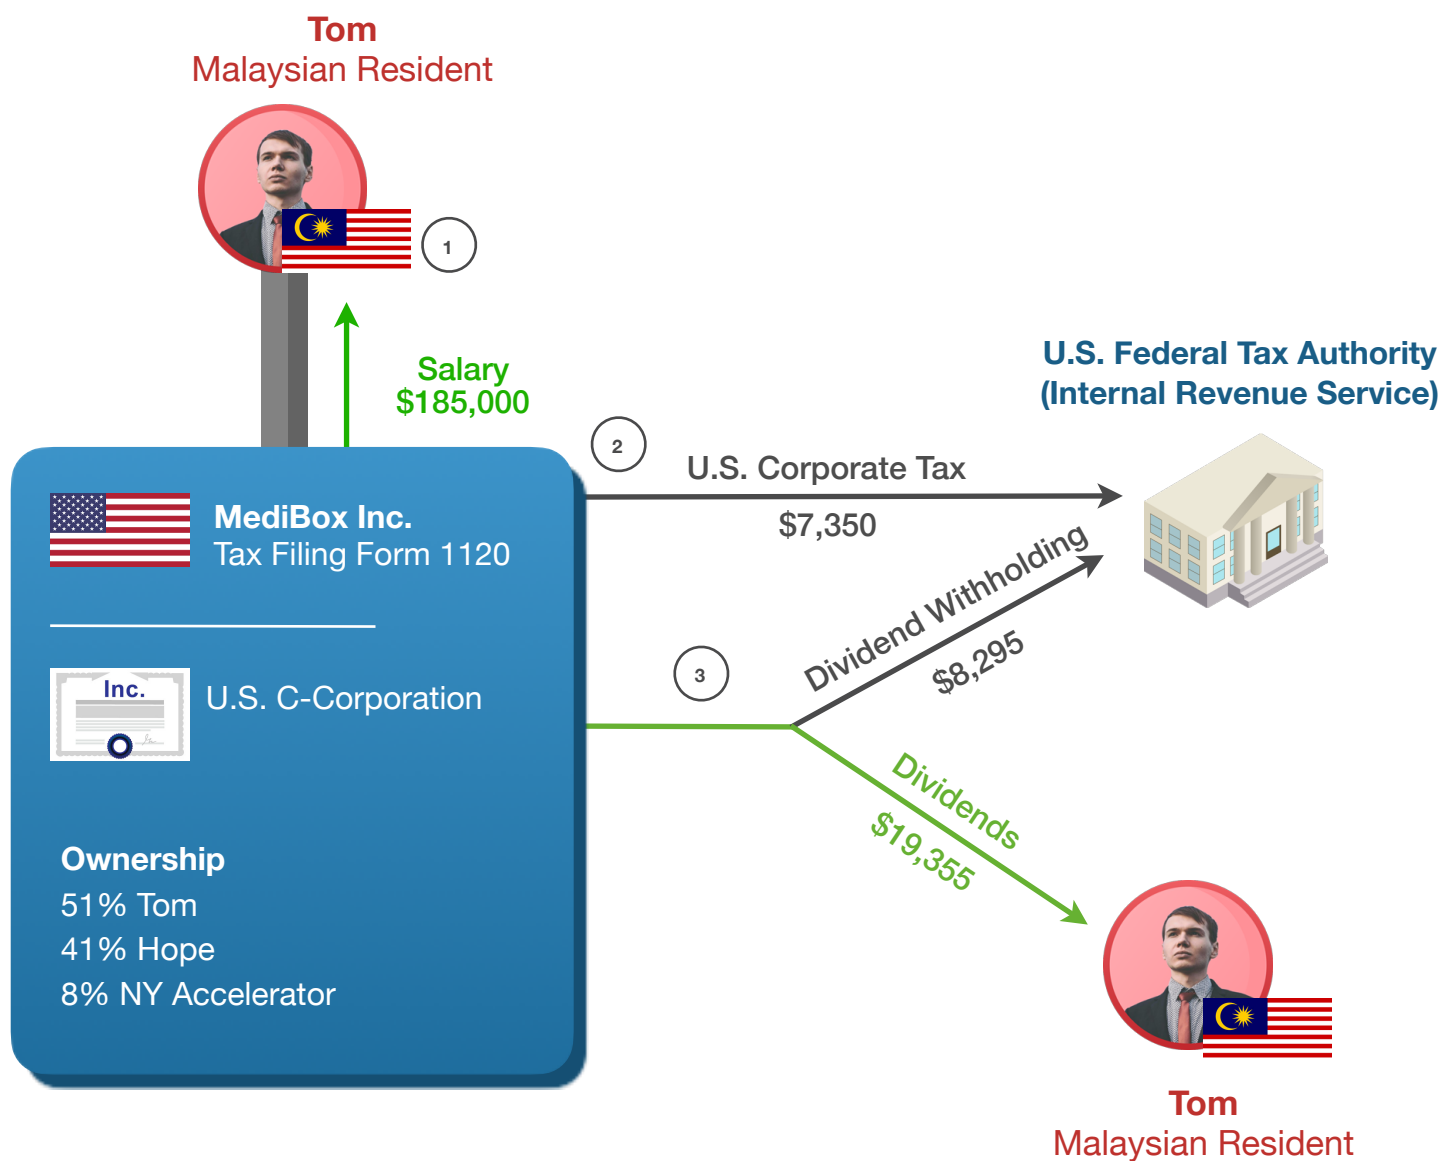 Tom
Malaysian Resident
1
Salary
$185,000
U.S. Federal Tax Authority
(Internal Revenue Service)
2
U.S. Corporate Tax
$7,350
MediBox Inc.
Tax Filing Form 1120
Inc.
U.S. C-Corporation
3
Dividend Withholding
$8,295
Dividends
$19,355
Ownership
51% Tom
41% Hope
8% NY Accelerator
Tom
Malaysian Resident